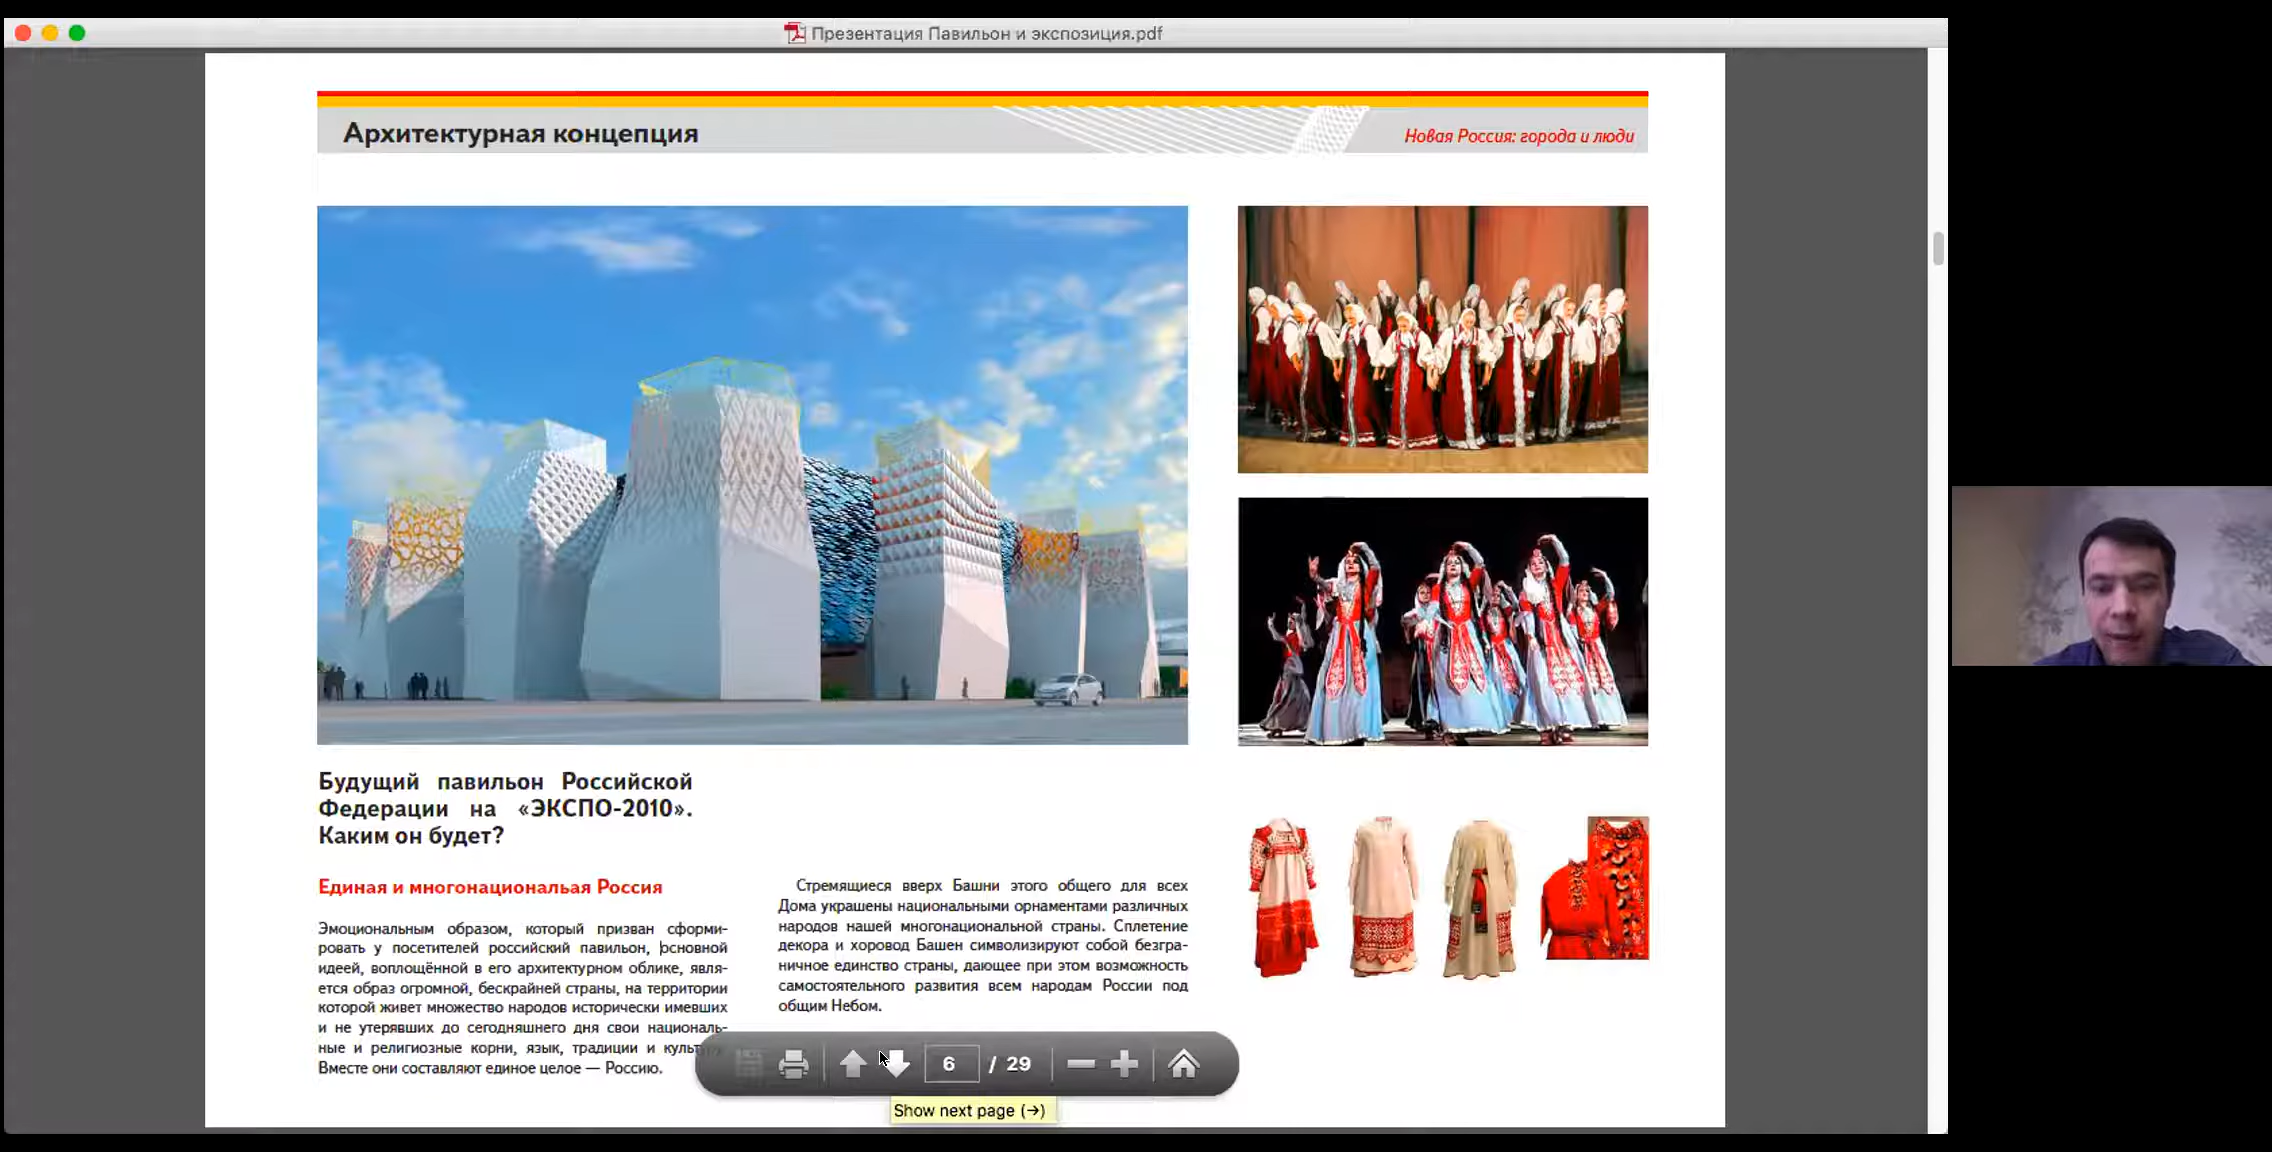 Презентация Павильон и экспозиция.pdf
Архитектурная концепция
Новая Россия: города и люди
Будущий павильон Российской
Федерации на «ЭКСПО-2010».
Каким он будет?
Единая и многонациональая Россия
Эмоциональным образом, который призван сформи-
ровать у посетителей российский павильон, основной
идеей, воплощённой в его архитектурном облике, явля-
ется образ огромной, бескрайней страны, на территории
которой живет множество народов исторически имевших
и не утерявших до сегодняшнего дня свои националь-
ные и религиозные корни, язык, традиции и
Вместе они составляют единое целое — Россию.
Стремящиеся вверх Башни этого общего для всех
Дома украшены национальными орнаментами различных
народов нашей многонациональной страны. Сплетение
декора и хоровод Башен символизируют собой безгра-
ничное единство страны, дающее при этом возможность
самостоятельного развития всем народам России под
общим Небом.
6 / 29
Show next page (→)